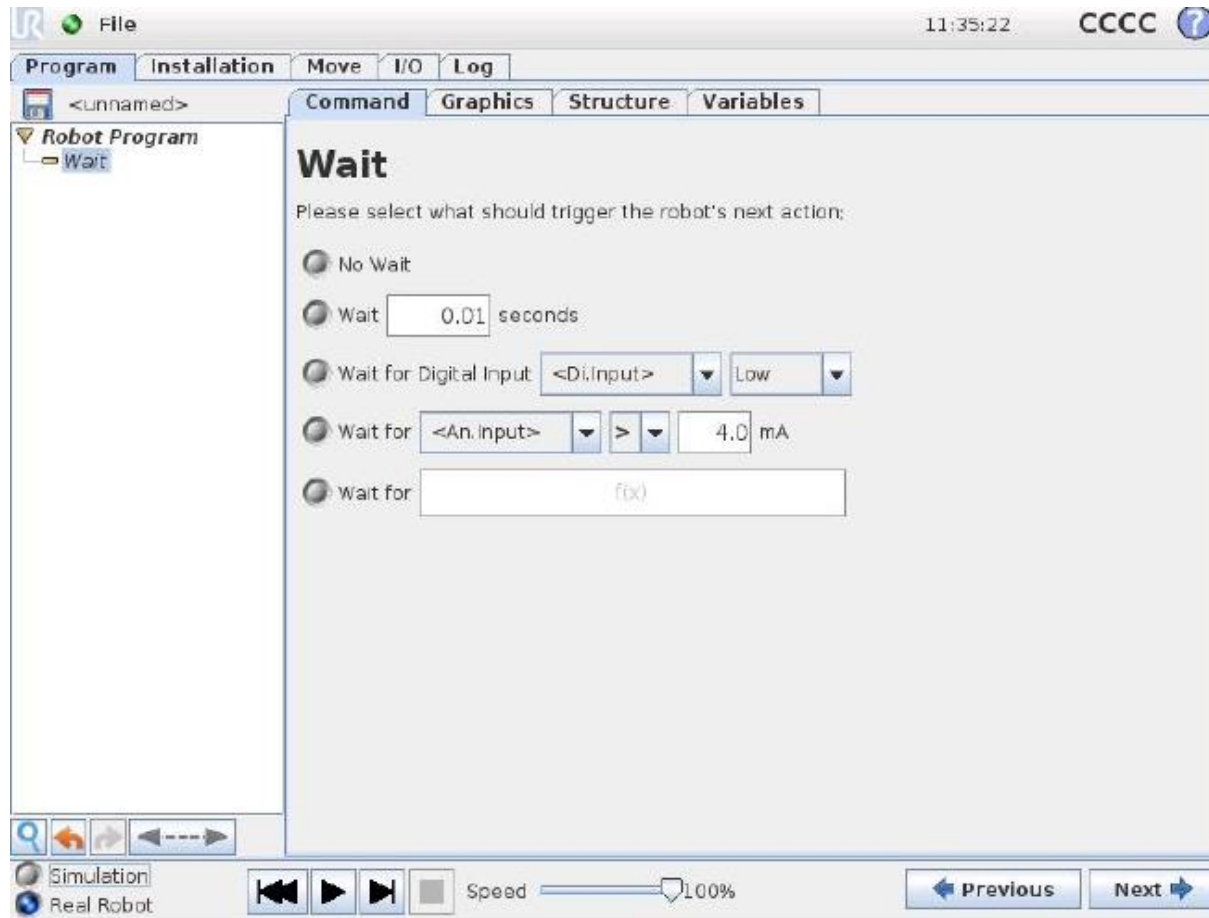 UR File 11:35:22 CCCC ?
Program Installation Move I/O Log
<unnamed> Command Graphics Structure Variables
Robot Program
Wait
Wait
Please select what should trigger the robot's next action:
No Wait
Wait 0.01 seconds
Wait for Digital Input <Di.Input> Low
Wait for <An.Input> > 4.0 mA
Wait for f(x)
Simulation
Real Robot
Speed 100% Previous Next